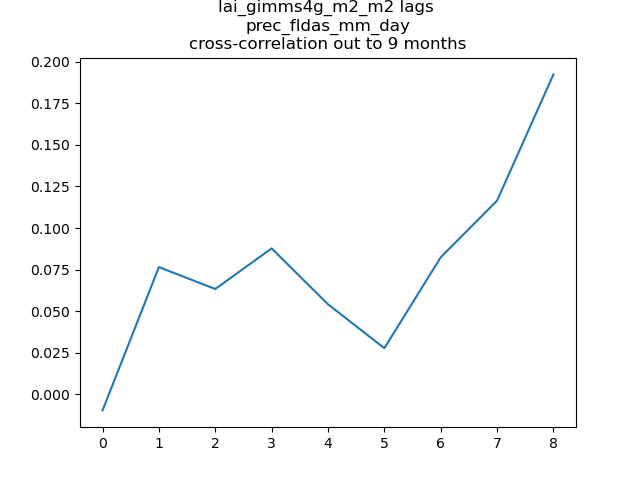 lai_gimms4g_m2_m2 lags
prec_fldas_mm_day
cross-correlation out to 9 months
0.200
0.175
0.150
0.125
0.100
0.075
0.050
0.025
0.000
0 1 2 3 4 5 6 7 8